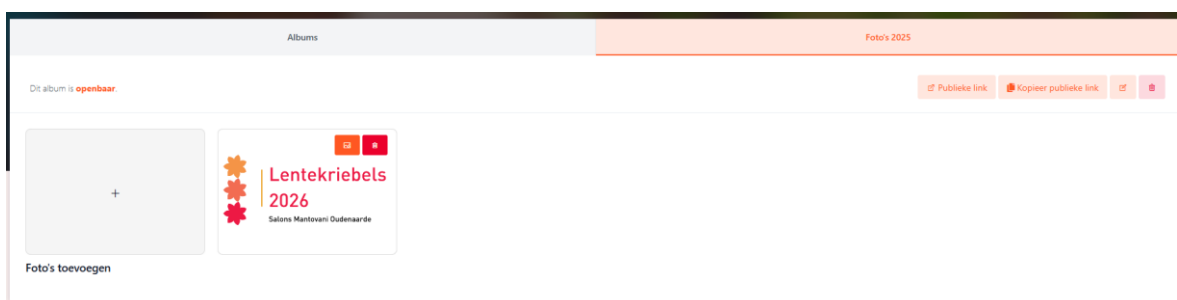 Albums
Foto's 2025
Dit album is openbaar.
Publieke link
Kopieer publieke link
+
Lentekriebels
2026
Salons Mantovani Oudenaarde
Foto's toevoegen